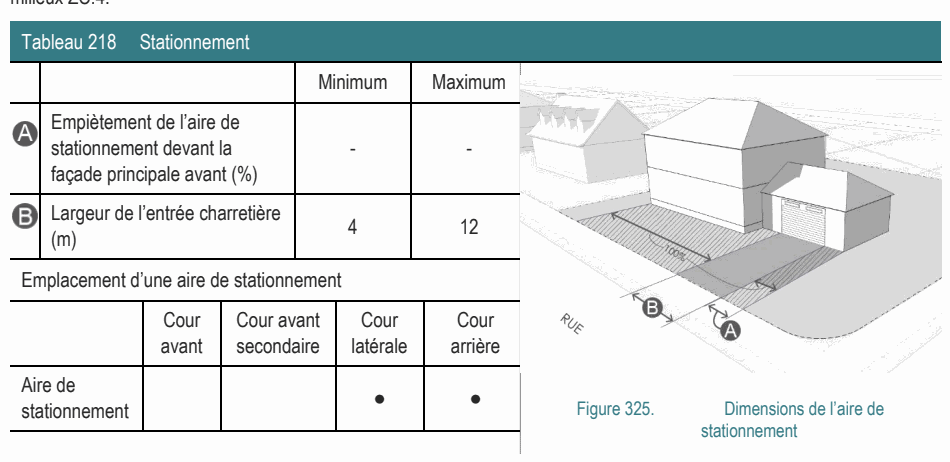 milieux ZC.4.
Tableau 218 Stationnement
Minimum Maximum
A Empiètement de l'aire de
stationnement devant la
façade principale avant (%)
- -
B Largeur de l'entrée charretière
(m)
4 12
Emplacement d'une aire de stationnement
Cour
avant
Cour avant
secondaire
Cour
latérale
Cour
arrière
Aire de
stationnement
● ●
100%
B
A
RUE
Figure 325. Dimensions de l'aire de
stationnement